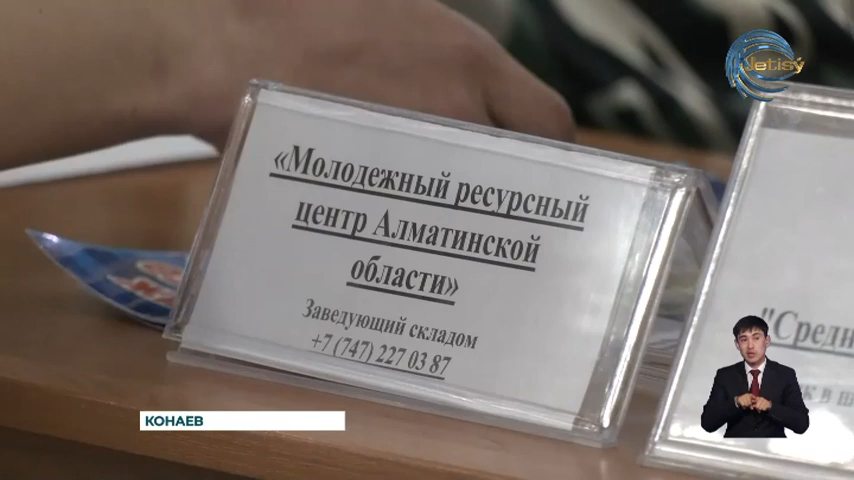 Jetisý
«Молодежный ресурсный
центр Алматинской
области»
Заведующий складом
+7 (747) 227 03 87
"Средн
к в ш
КОНАЕВ